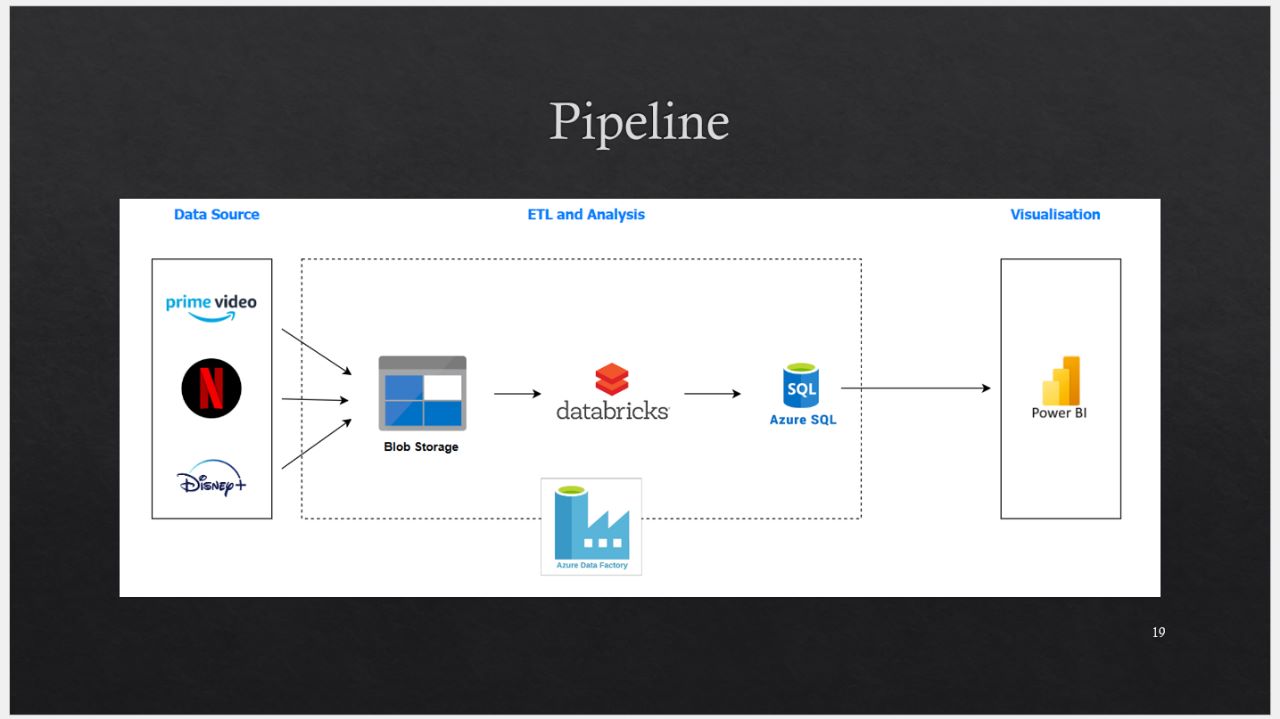 Pipeline
Data Source
ETL and Analysis
Visualisation
prime video
N
Disney+
Blob Storage
databricks
SQL
Azure SQL
Azure Data Factory
Power BI
19